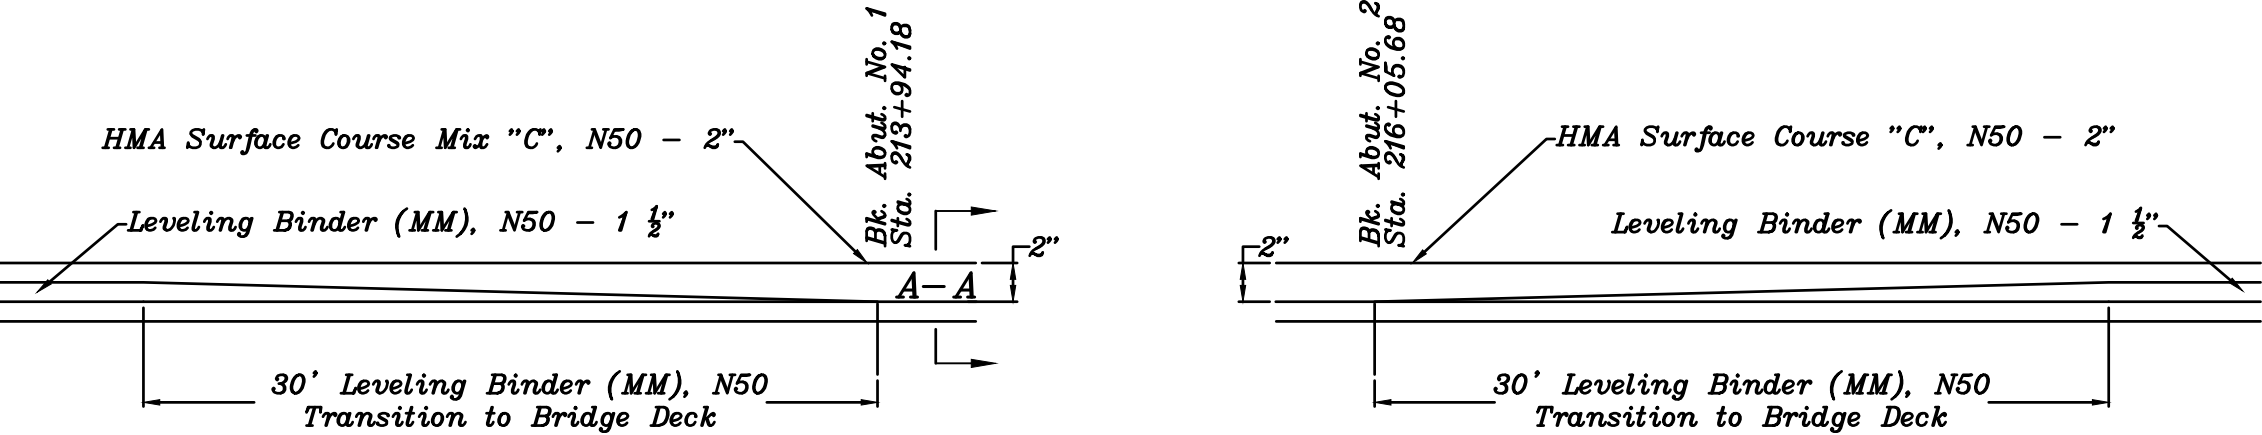 Bk. Abut. No. 1
Sta. 213+94.18
HMA Surface Course Mix "C", N50 - 2"
Leveling Binder (MM), N50 - 1 ½"
2"
A-A
30' Leveling Binder (MM), N50
Transition to Bridge Deck
Bk. Abut. No. 2
Sta. 216+05.68
HMA Surface Course "C", N50 - 2"
Leveling Binder (MM), N50 - 1 ½"
2"
30' Leveling Binder (MM), N50
Transition to Bridge Deck